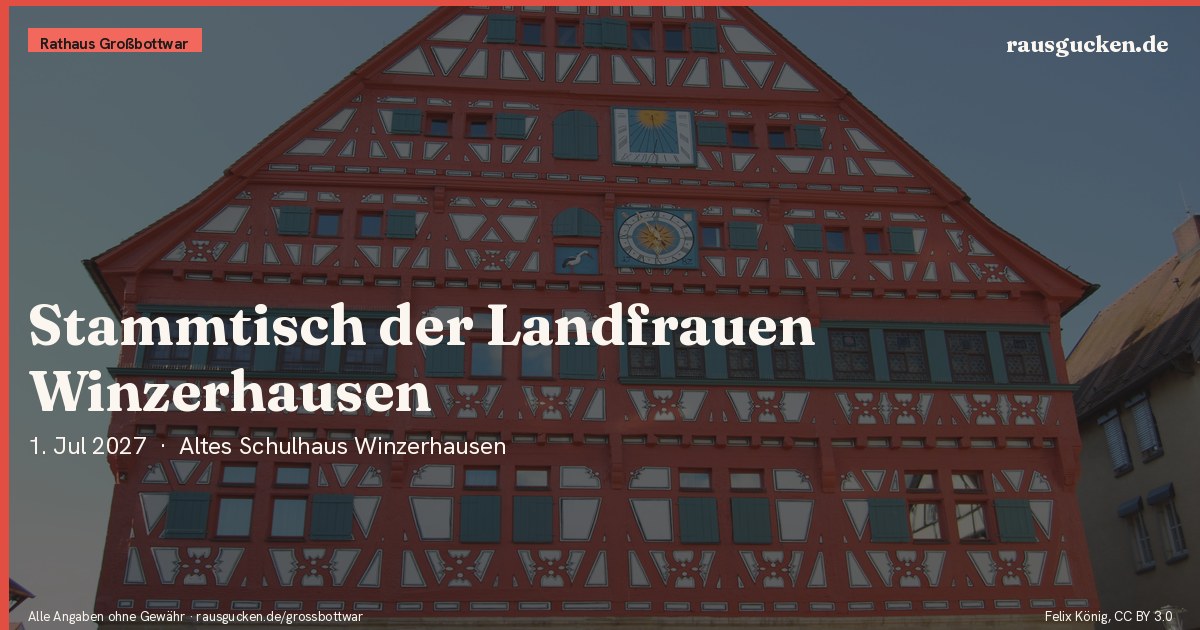 Rathaus Großbottwar
rausgucken.de
Stammtisch der Landfrauen
Winzerhausen
1. Jul 2027 · Altes Schulhaus Winzerhausen
Alle Angaben ohne Gewähr · rausgucken.de/grossbottwar
Felix König, CC BY 3.0